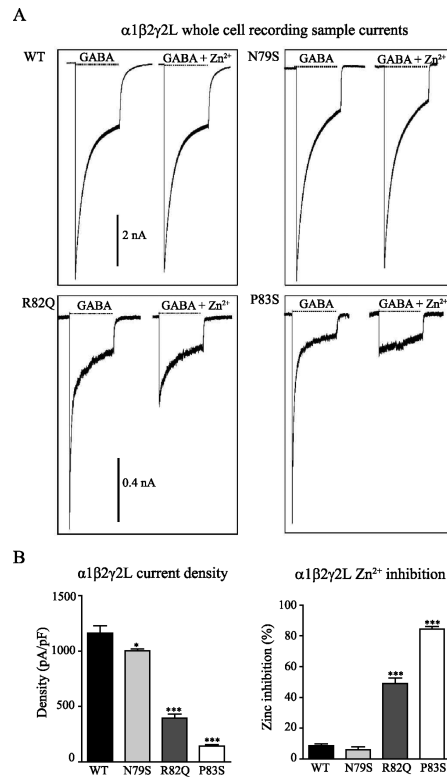 A
α1β2γ2L whole cell recording sample currents
WT
GABA
GABA + Zn²⁺
2 nA
N79S
GABA
GABA + Zn²⁺
R82Q
GABA
GABA + Zn²⁺
0.4 nA
P83S
GABA
GABA + Zn²⁺
B
α1β2γ2L current density
Density (pA/pF)
1500
1000
500
0
*
***
***
WT
N79S
R82Q
P83S
α1β2γ2L Zn²⁺ inhibition
Zinc inhibition (%)
100
80
60
40
20
0
***
***
WT
N79S
R82Q
P83S